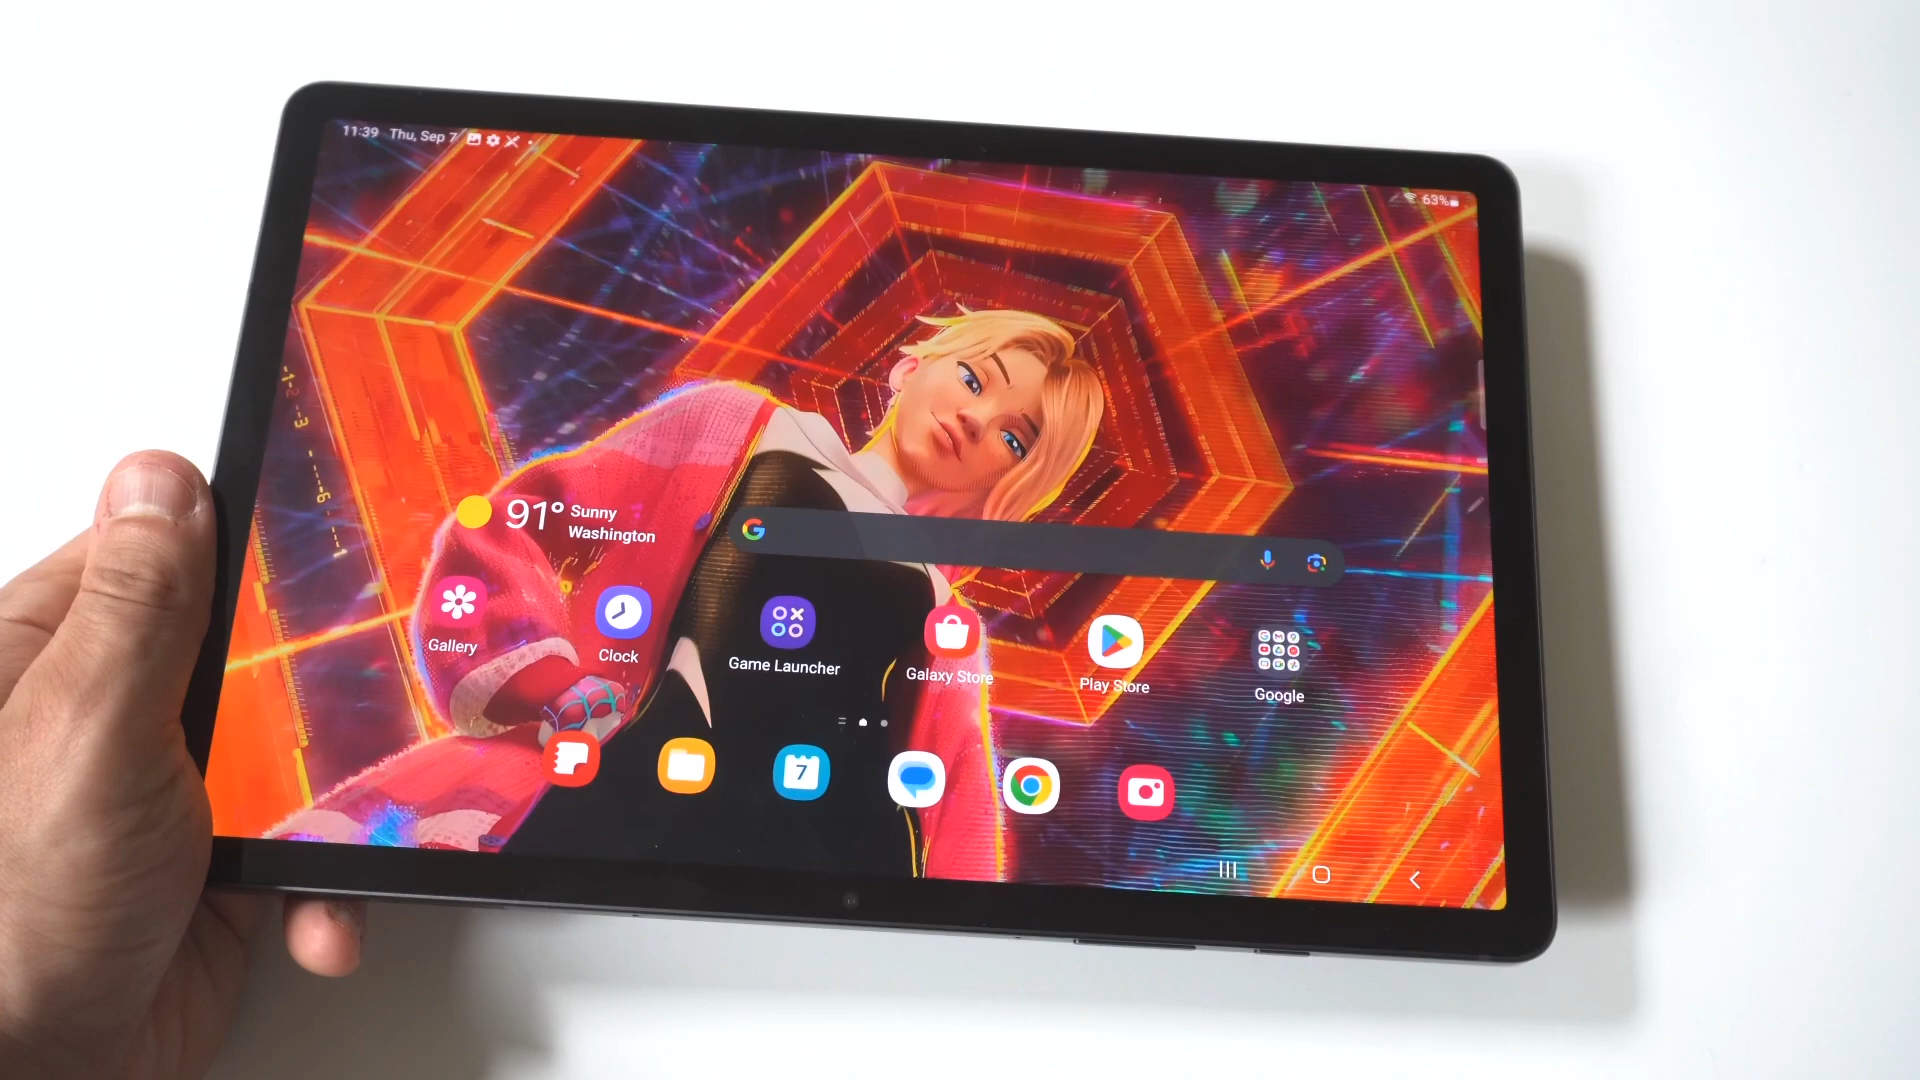 11:39 Thu, Sep 7
63%
91° Sunny
Washington
Gallery
Clock
Game Launcher
Galaxy Store
Play Store
Google
7